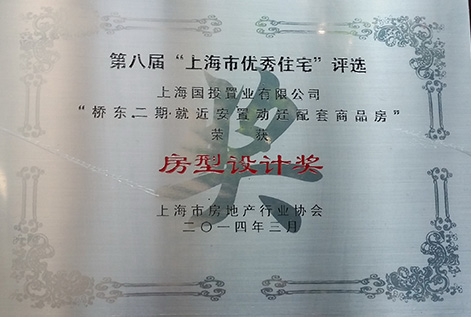 第八届“上海市优秀住宅”评选
上海国投置业有限公司
“桥东二期·就近安置动迁配套商品房”
荣获
房型设计奖
奖
上海市房地产行业协会
二〇一四年三月